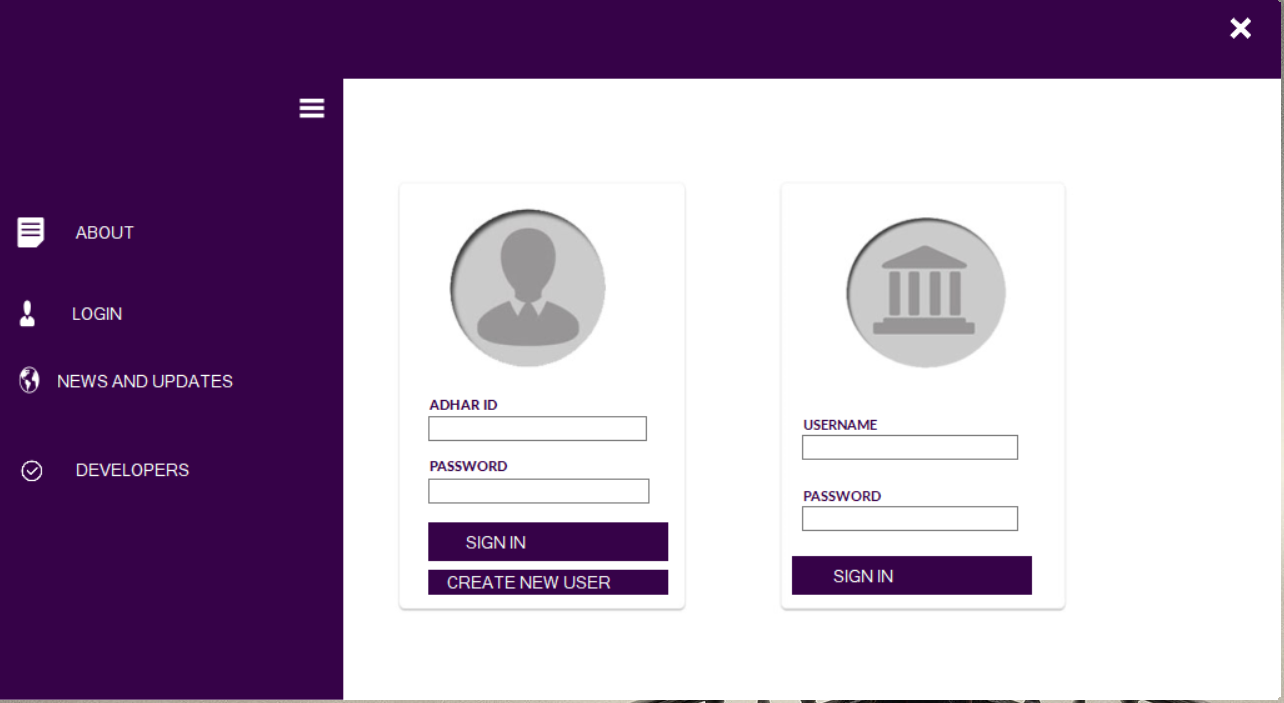 ABOUT
LOGIN
NEWS AND UPDATES
DEVELOPERS
ADHAR ID
PASSWORD
SIGN IN
CREATE NEW USER
USERNAME
PASSWORD
SIGN IN